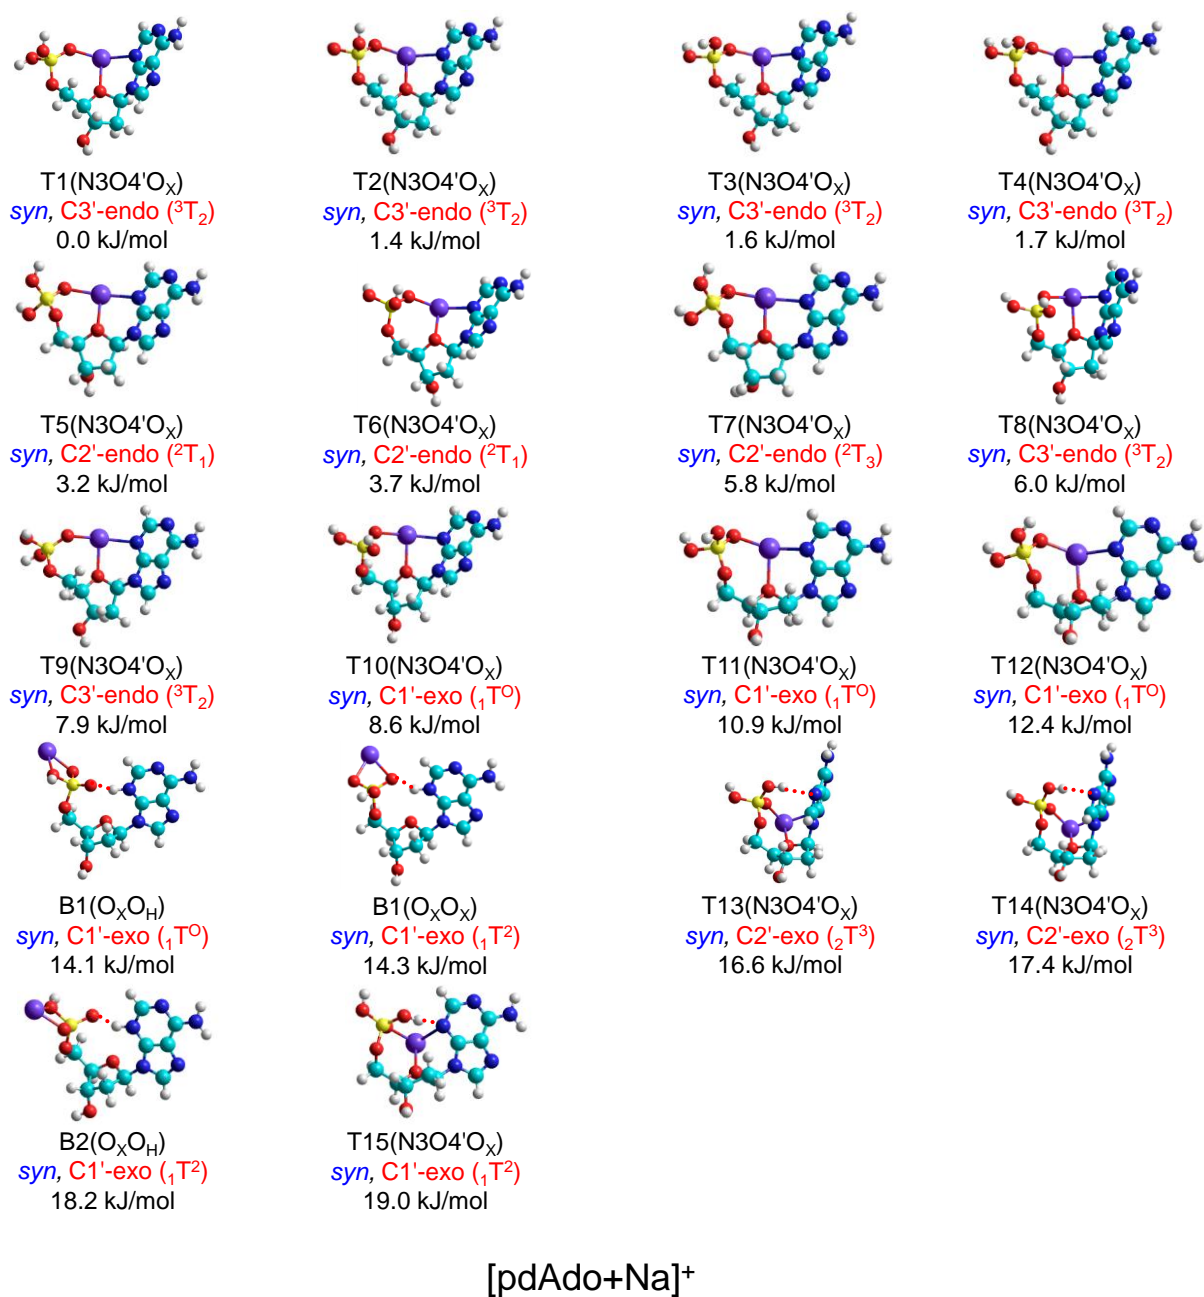 T1(N3O4'Oₓ)
syn, C3'-endo (³T₂)
0.0 kJ/mol
T2(N3O4'Oₓ)
syn, C3'-endo (³T₂)
1.4 kJ/mol
T3(N3O4'Oₓ)
syn, C3'-endo (³T₂)
1.6 kJ/mol
T4(N3O4'Oₓ)
syn, C3'-endo (³T₂)
1.7 kJ/mol
T5(N3O4'Oₓ)
syn, C2'-endo (²T₁)
3.2 kJ/mol
T6(N3O4'Oₓ)
syn, C2'-endo (²T₁)
3.7 kJ/mol
T7(N3O4'Oₓ)
syn, C2'-endo (²T₃)
5.8 kJ/mol
T8(N3O4'Oₓ)
syn, C3'-endo (³T₂)
6.0 kJ/mol
T9(N3O4'Oₓ)
syn, C3'-endo (³T₂)
7.9 kJ/mol
T10(N3O4'Oₓ)
syn, C1'-exo (₁Tᴼ)
8.6 kJ/mol
T11(N3O4'Oₓ)
syn, C1'-exo (₁Tᴼ)
10.9 kJ/mol
T12(N3O4'Oₓ)
syn, C1'-exo (₁Tᴼ)
12.4 kJ/mol
B1(OₓO_H)
syn, C1'-exo (₁Tᴼ)
14.1 kJ/mol
B1(OₓOₓ)
syn, C1'-exo (₁T²)
14.3 kJ/mol
T13(N3O4'Oₓ)
syn, C2'-exo (₂T³)
16.6 kJ/mol
T14(N3O4'Oₓ)
syn, C2'-exo (₂T³)
17.4 kJ/mol
B2(OₓO_H)
syn, C1'-exo (₁T²)
18.2 kJ/mol
T15(N3O4'Oₓ)
syn, C1'-exo (₁T²)
19.0 kJ/mol
[pdAdo+Na]⁺